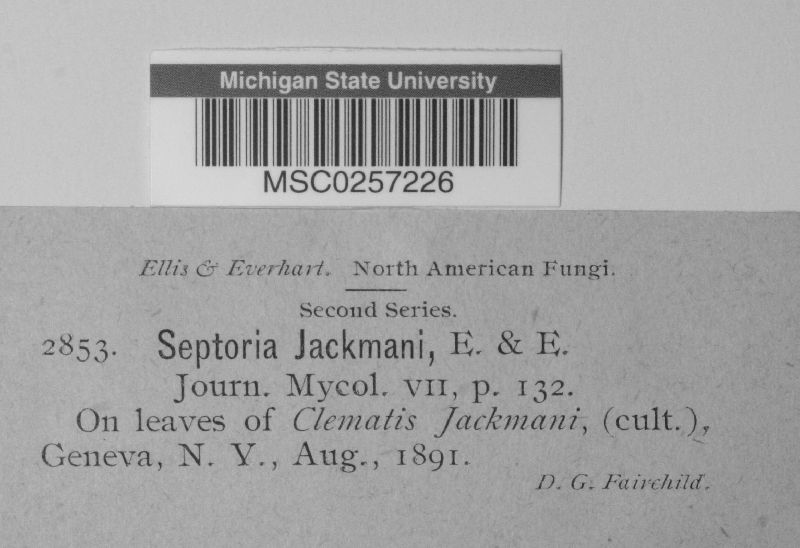 Michigan State University
MSC0257226
Ellis & Everhart. North American Fungi.
Second Series.
2853. Septoria Jackmani, E. & E.
Journ. Mycol. VII, p. 132.
On leaves of Clematis Jackmani, (cult.),
Geneva, N. Y., Aug., 1891.
D. G. Fairchild.